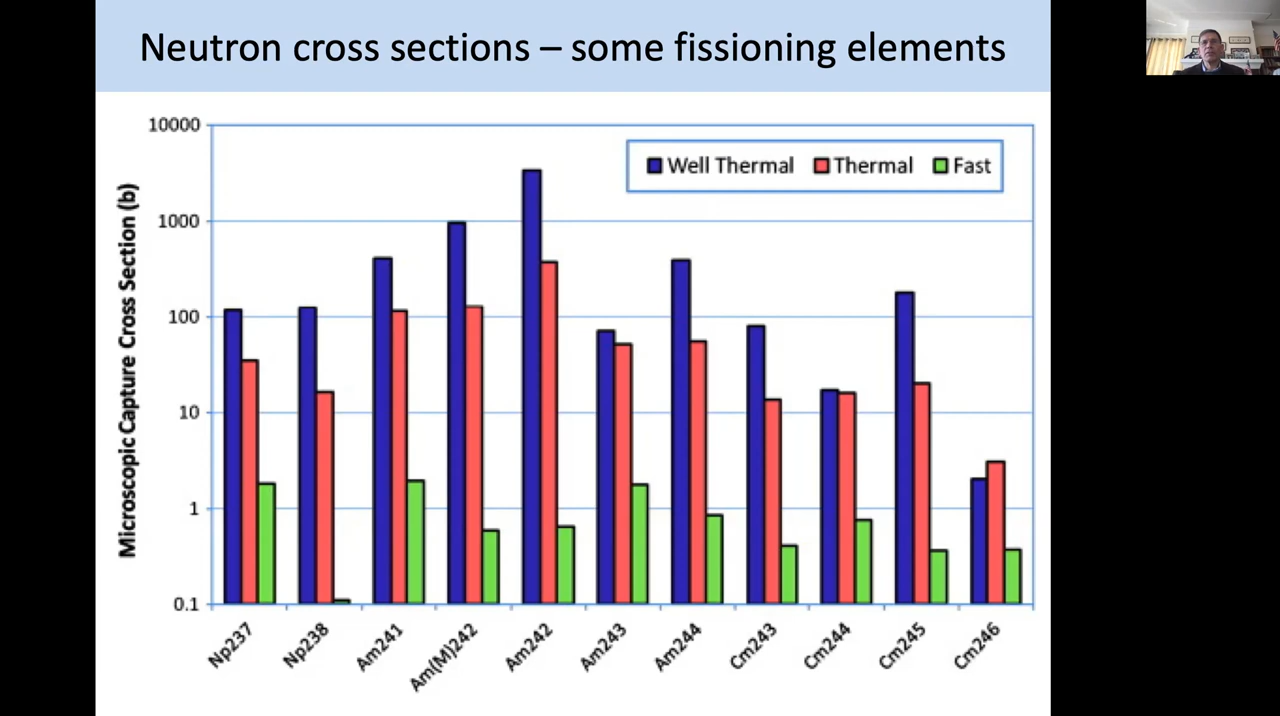 Neutron cross sections – some fissioning elements
10000
1000
100
10
1
0.1
Microscopic Capture Cross Section (b)
Well Thermal Thermal Fast
Np237
Np238
Am241
Am(M)242
Am242
Am243
Am244
Cm243
Cm244
Cm245
Cm246